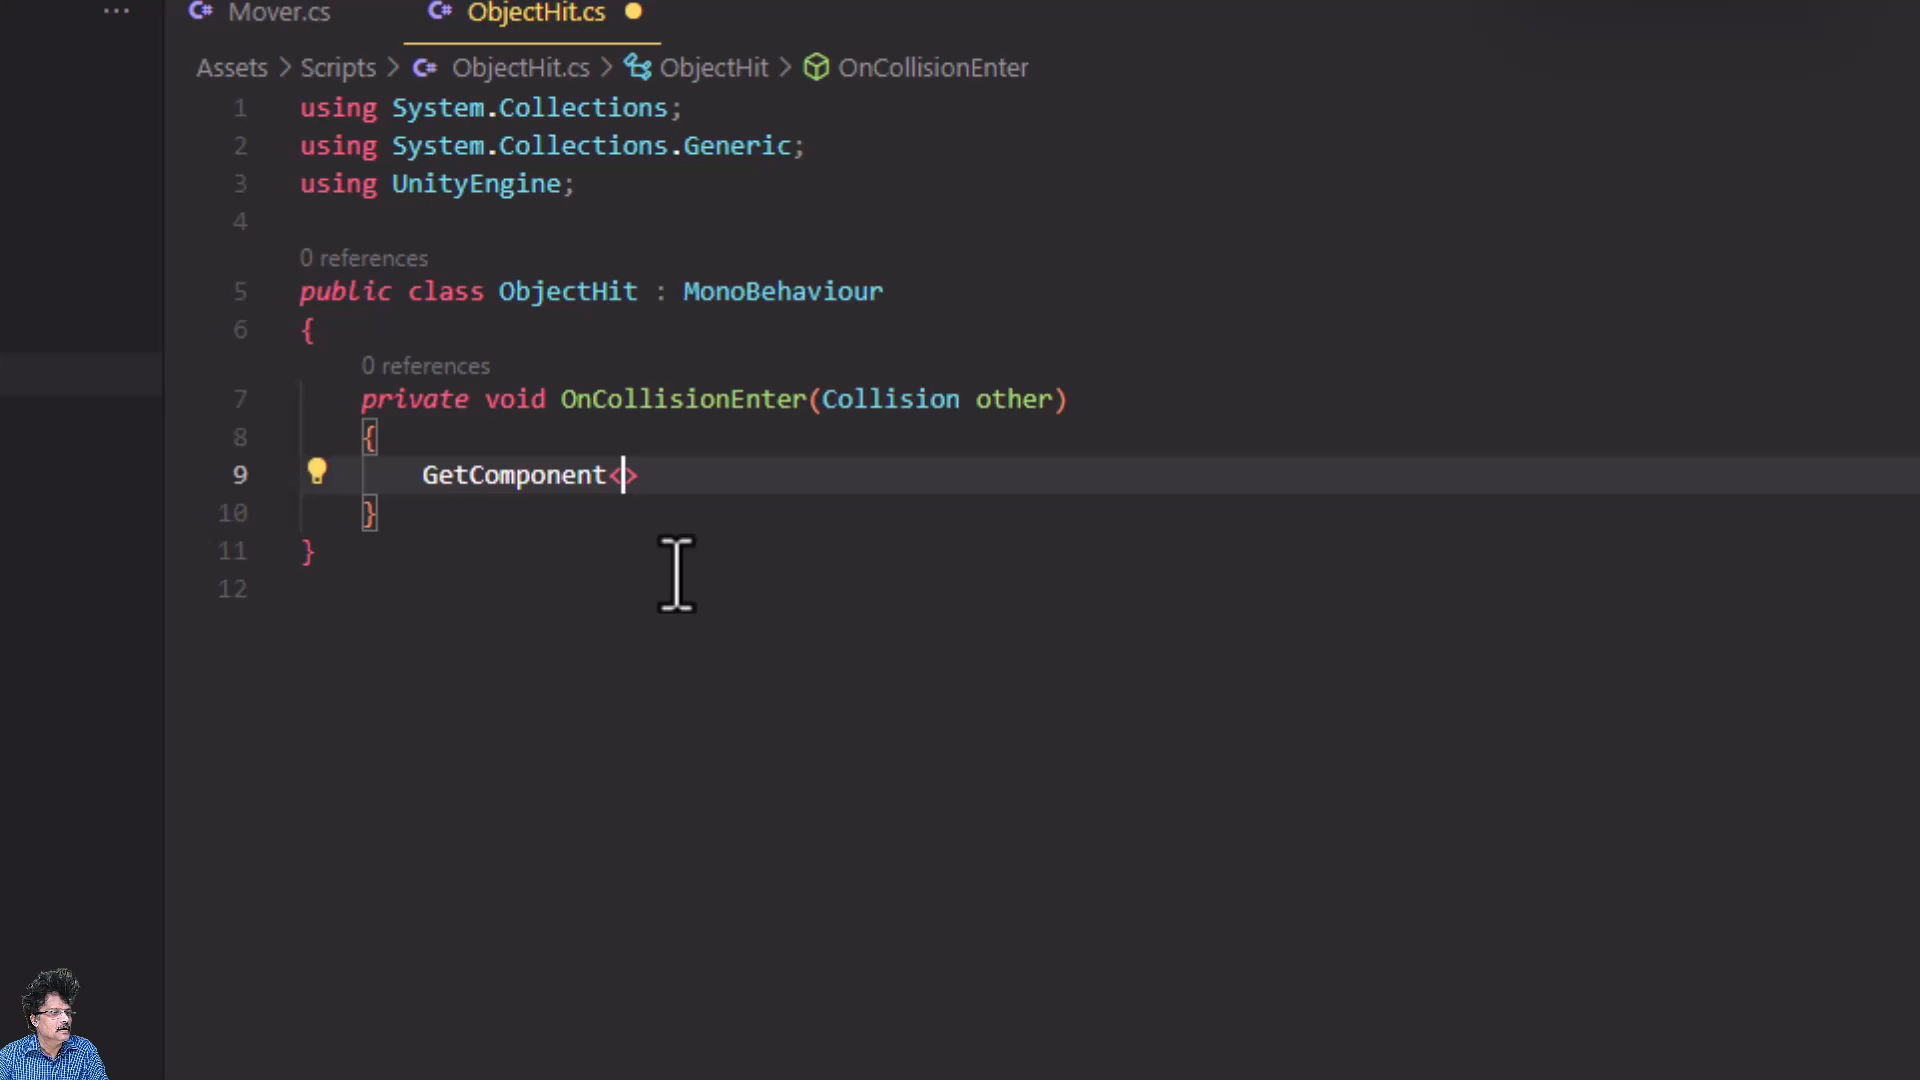 ··· Mover.cs ObjectHit.cs
Assets > Scripts > ObjectHit.cs > ObjectHit > OnCollisionEnter
1 using System.Collections;
2 using System.Collections.Generic;
3 using UnityEngine;
4
0 references
5 public class ObjectHit : MonoBehaviour
6 {
0 references
7 private void OnCollisionEnter(Collision other)
8 {
9 GetComponent<>
10 }
11 }
12